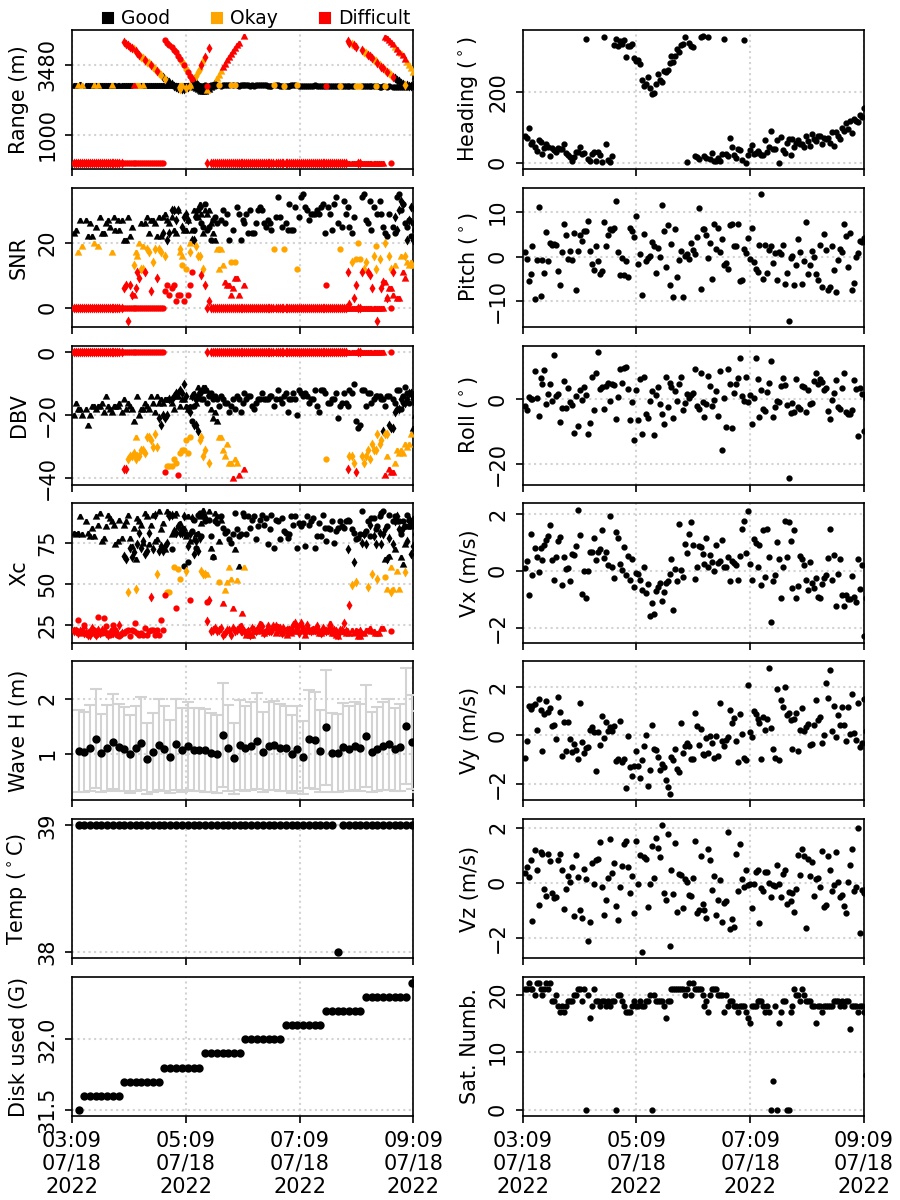 Good Okay Difficult
Range (m)
3480
1000
Heading (°)
200
0
SNR
20
0
Pitch (°)
10
0
−10
DBV
0
−20
−40
Roll (°)
0
−20
Xc
75
50
25
Vx (m/s)
2
0
−2
Wave H (m)
2
1
Vy (m/s)
2
0
−2
Temp (°C)
39
38
Vz (m/s)
2
0
−2
Disk used (G)
32.0
31.5
Sat. Numb.
20
10
0
03:09 05:09 07:09 09:09 03:09 05:09 07:09 09:09
07/18 07/18 07/18 07/18 07/18 07/18 07/18 07/18
2022 2022 2022 2022 2022 2022 2022 2022